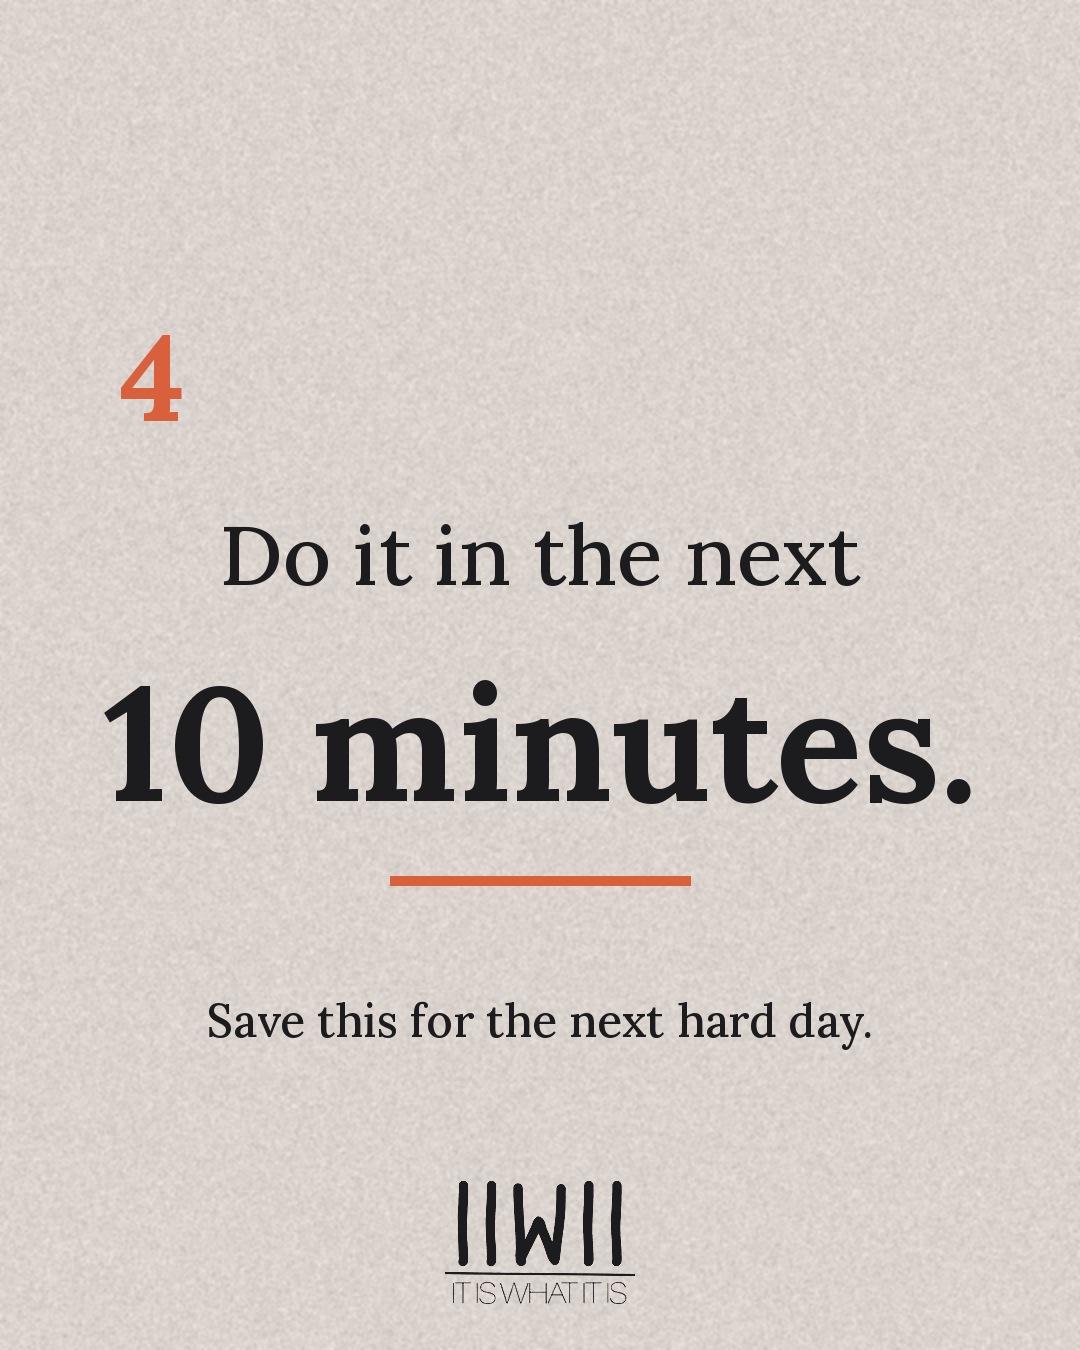 4
Do it in the next
10 minutes.
Save this for the next hard day.
IIWII
IT IS WHAT IT IS